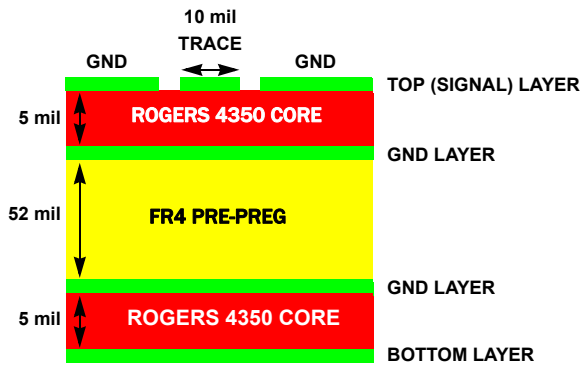 10 mil
TRACE
GND
GND
TOP (SIGNAL) LAYER
5 mil
ROGERS 4350 CORE
GND LAYER
52 mil
FR4 PRE-PREG
GND LAYER
5 mil
ROGERS 4350 CORE
BOTTOM LAYER